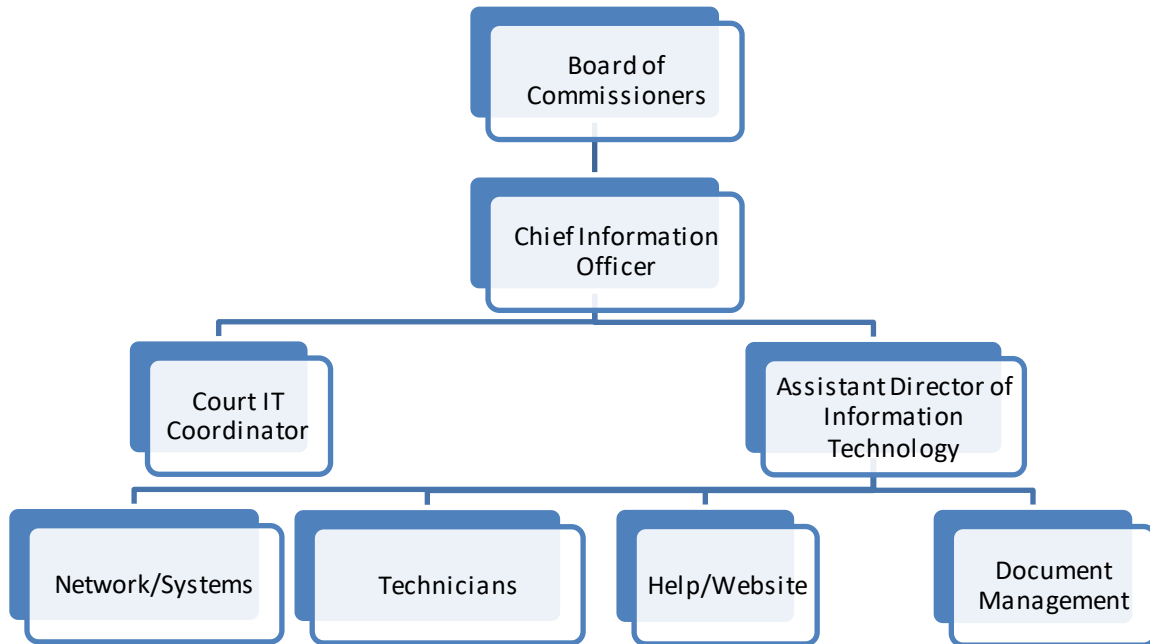 Board of
Commissioners
Chief Information
Officer
Court IT
Coordinator
Assistant Director of
Information
Technology
Network/Systems
Technicians
Help/Website
Document
Management